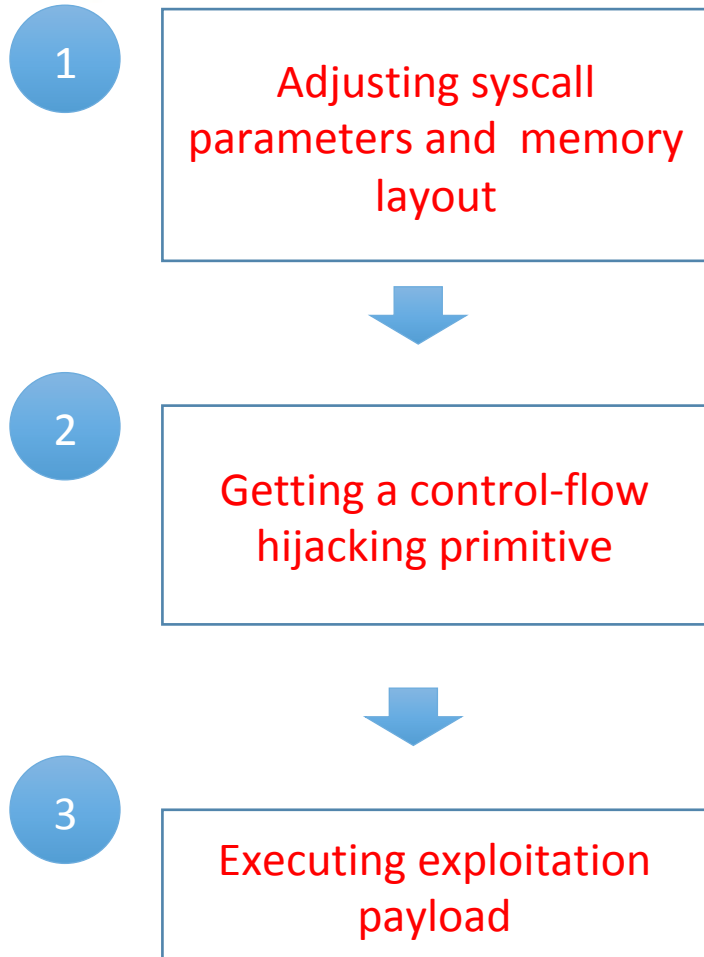 1
Adjusting syscall
parameters and  memory
layout
2
Getting a control-flow
hijacking primitive
3
Executing exploitation
payload